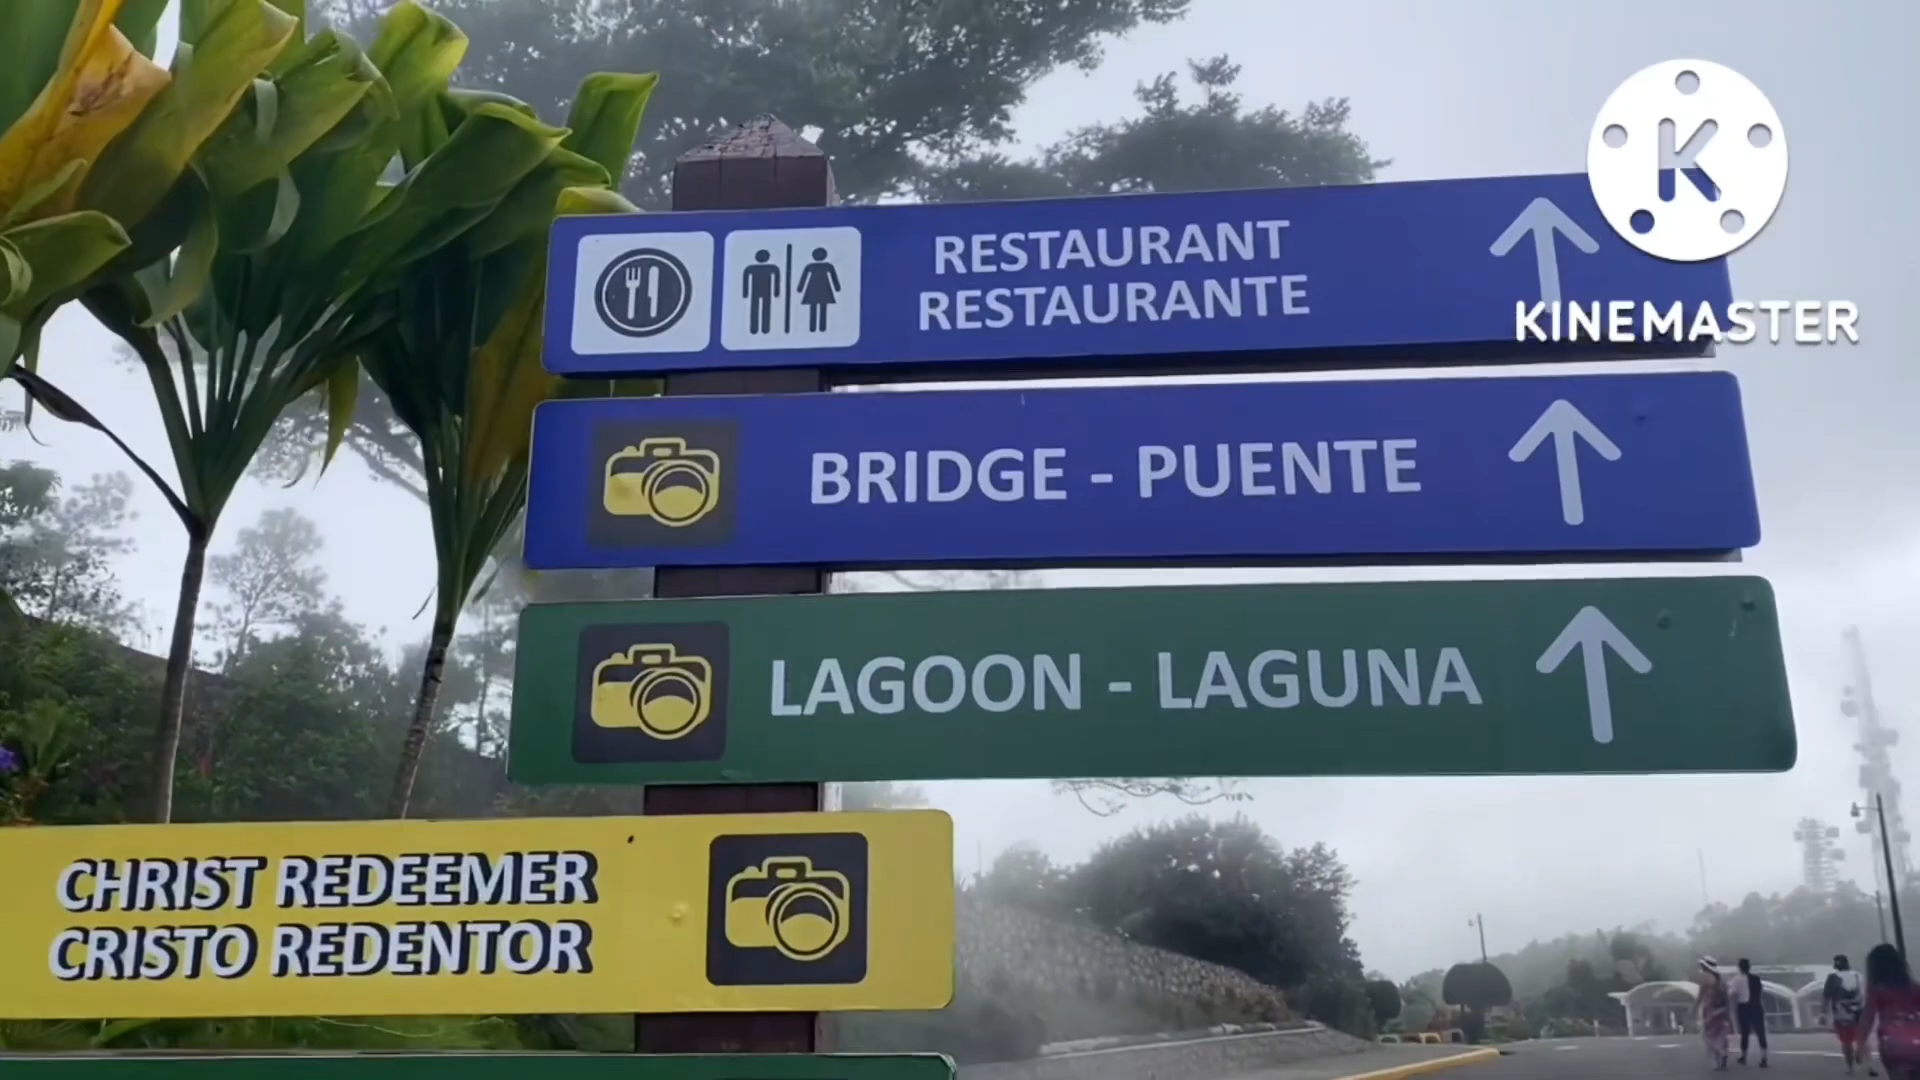 RESTAURANT
RESTAURANTE
K
KINEMASTER
BRIDGE - PUENTE
LAGOON - LAGUNA
CHRIST REDEEMER
CRISTO REDENTOR